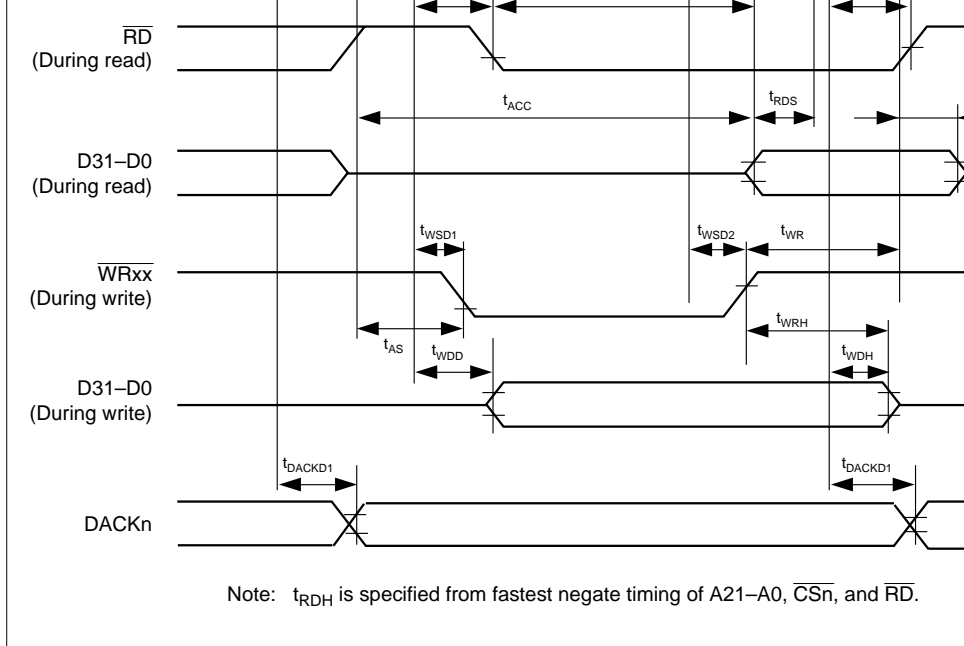 RD
(During read)
tACC
tRDS
D31–D0
(During read)
tWSD1
tWSD2
tWR
WRxx
(During write)
tWRH
tAS
tWDD
tWDH
D31–D0
(During write)
tDACKD1
tDACKD1
DACKn
Note: tRDH is specified from fastest negate timing of A21–A0, CSn, and RD.